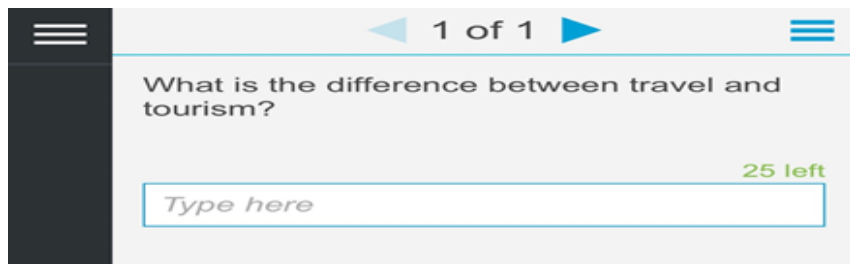 1 of 1
What is the difference between travel and
tourism?
25 left
Type here